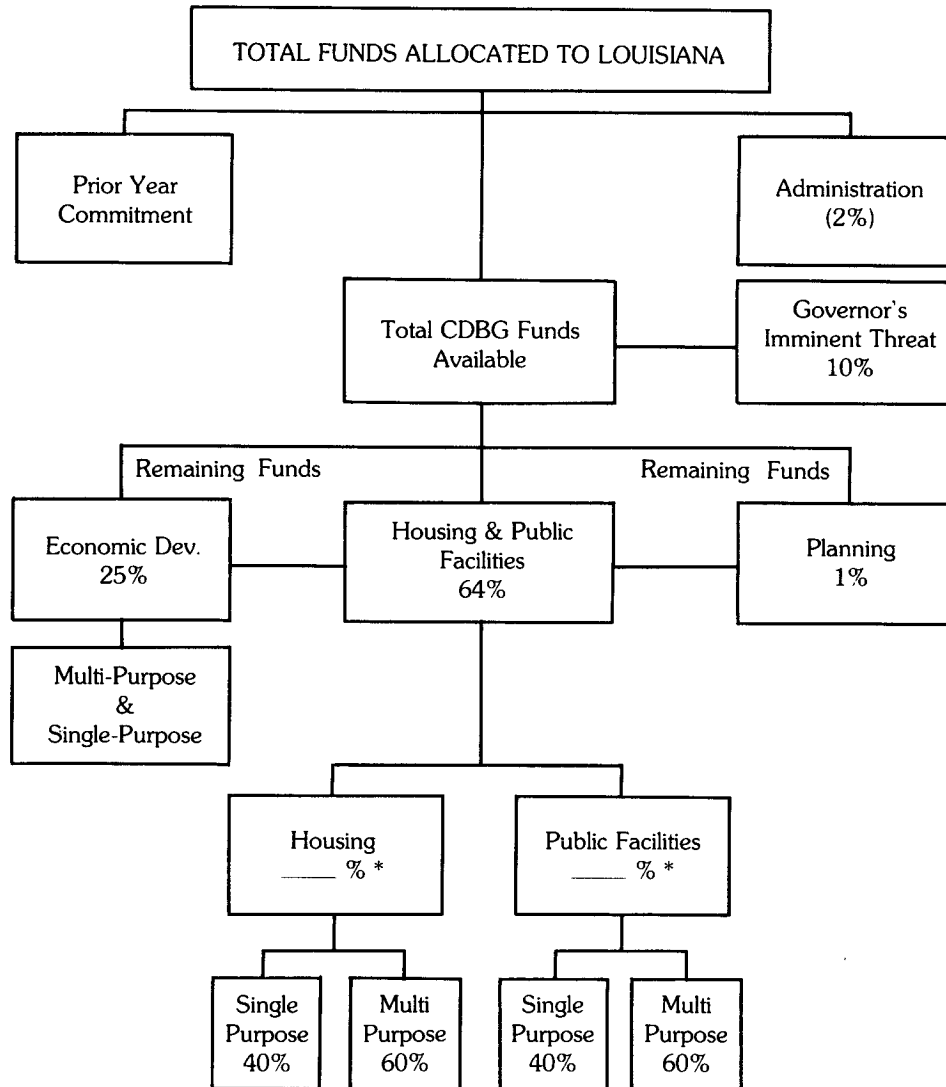 TOTAL FUNDS ALLOCATED TO LOUISIANA
Prior Year
Commitment
Administration
(2%)
Total CDBG Funds
Available
Governor's
Imminent Threat
10%
Remaining Funds
Remaining Funds
Economic Dev.
25%
Housing & Public
Facilities
64%
Planning
1%
Multi-Purpose
&
Single-Purpose
Housing
____ % *
Public Facilities
____ % *
Single
Purpose
40%
Multi
Purpose
60%
Single
Purpose
40%
Multi
Purpose
60%